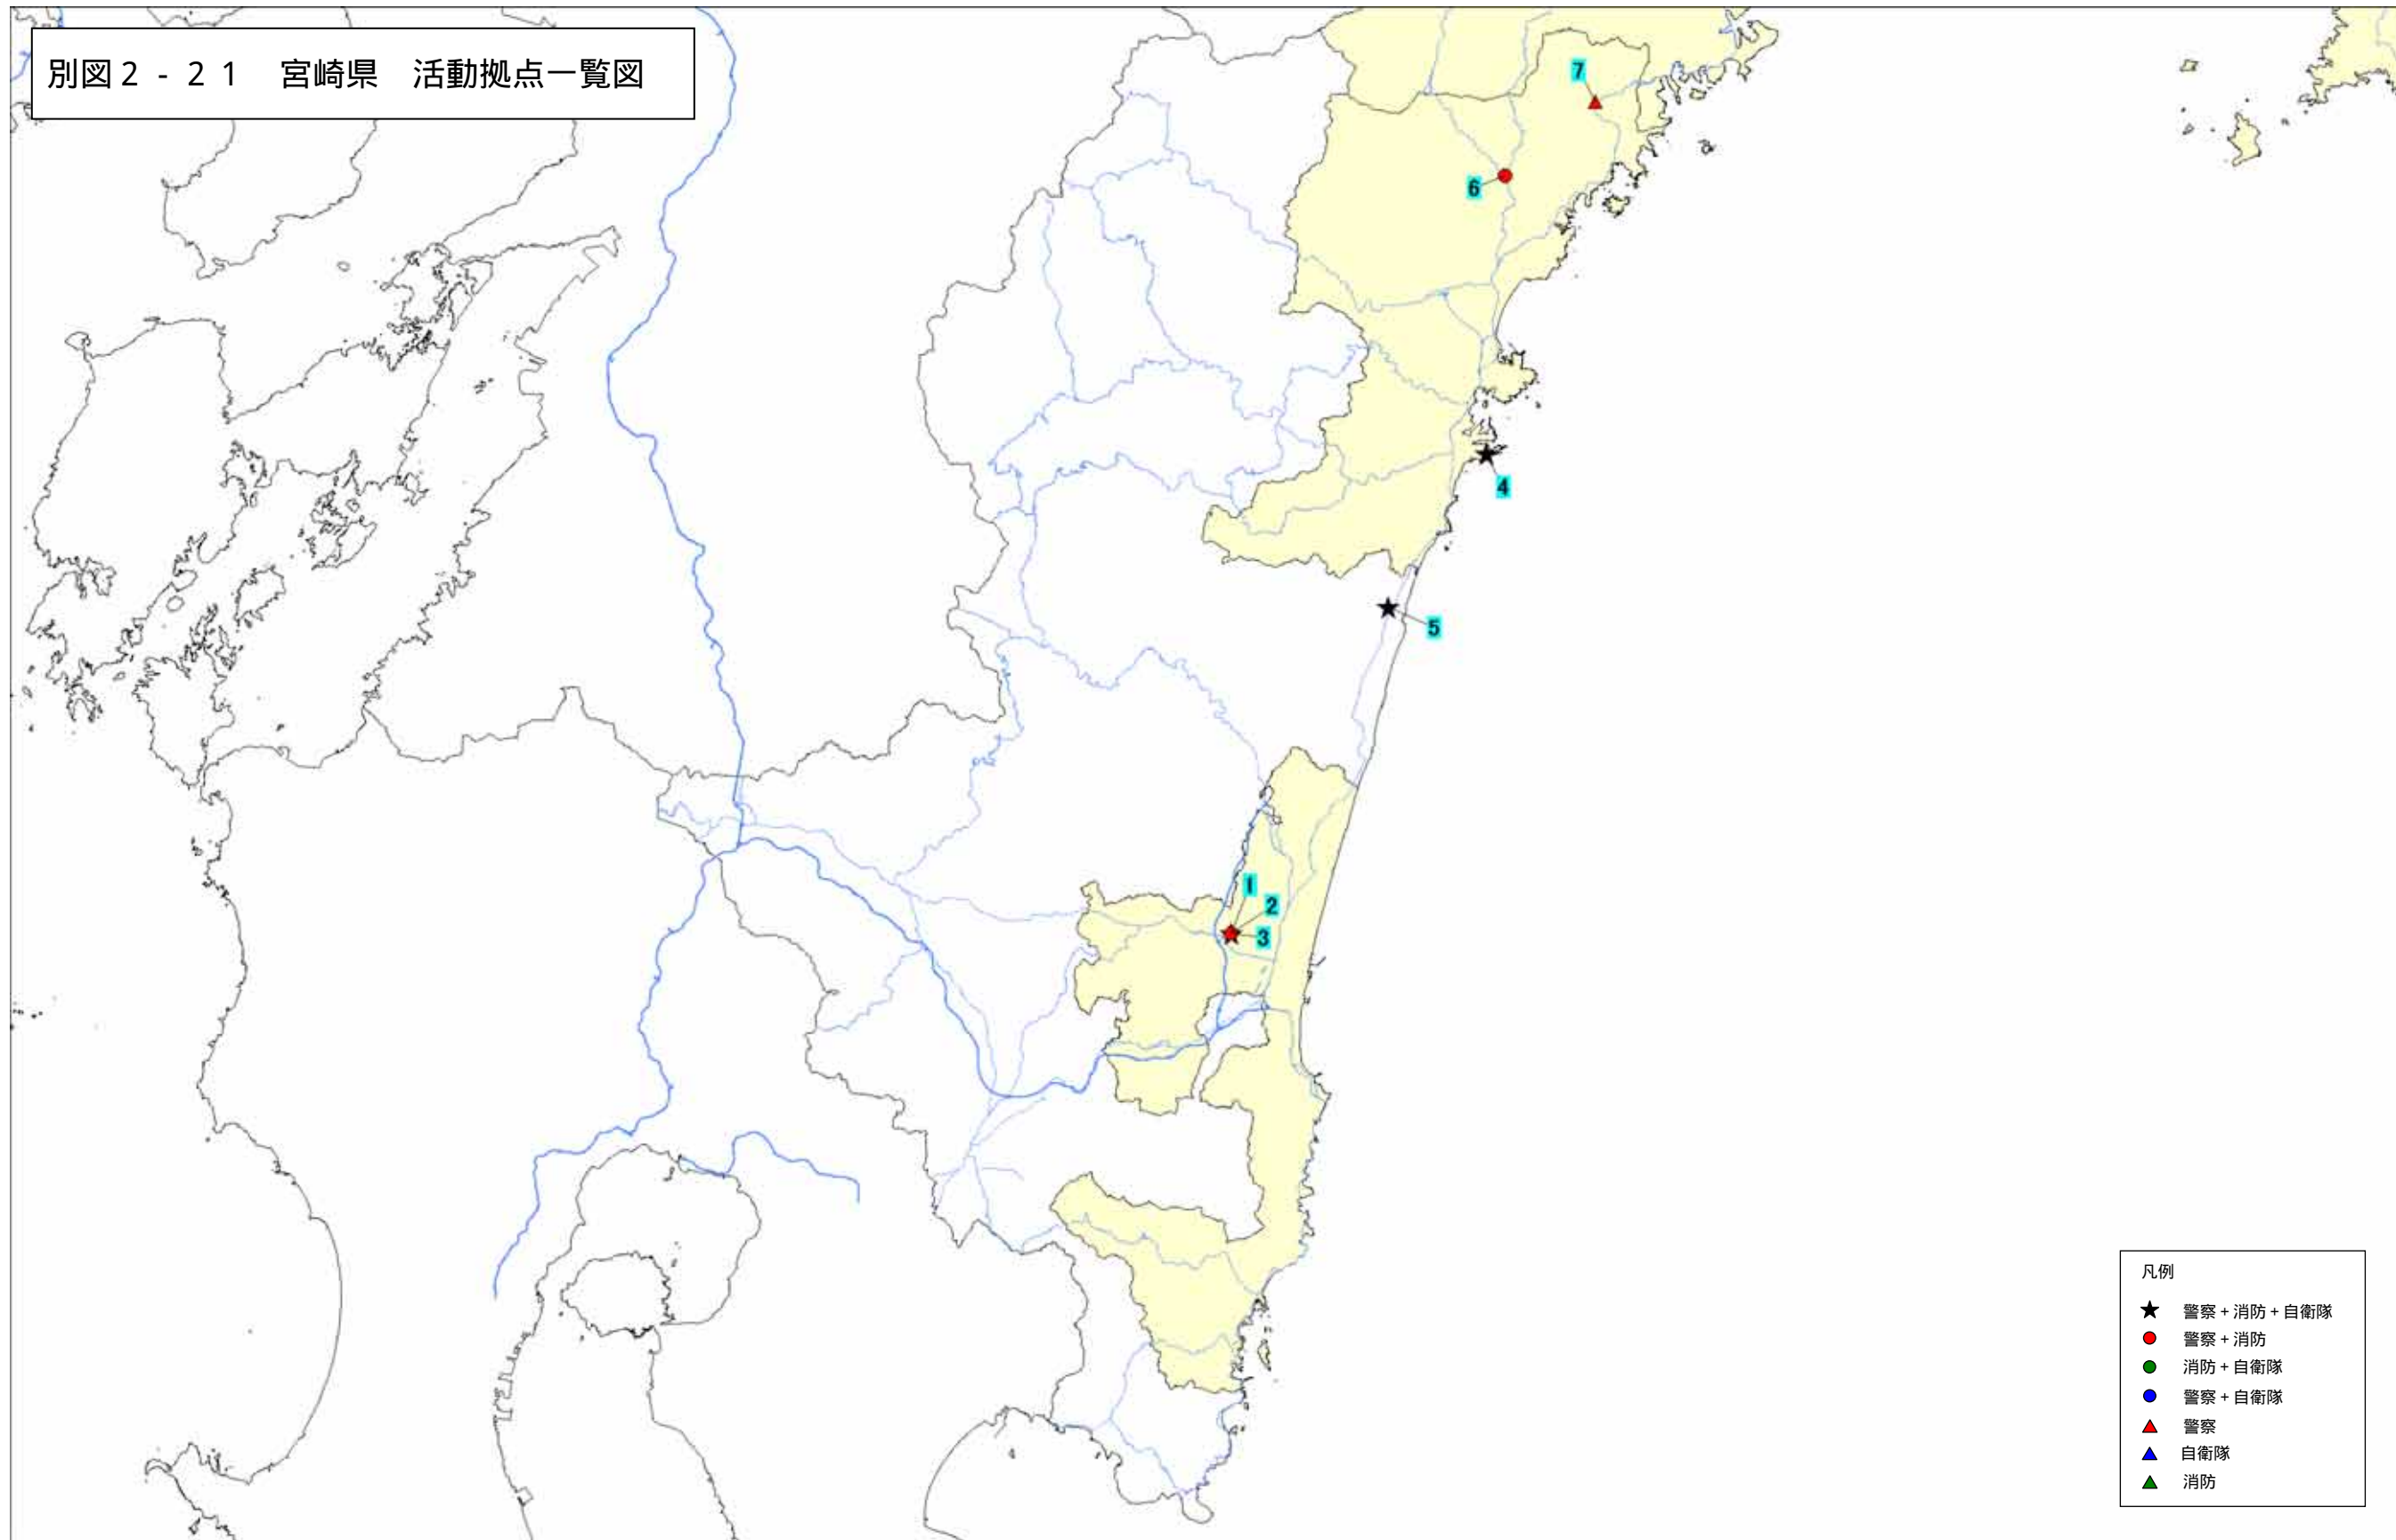 別図2-21　宮崎県　活動拠点一覧図
7
6
4
5
1
2
3
凡例
警察+消防+自衛隊
警察+消防
消防+自衛隊
警察+自衛隊
警察
自衛隊
消防